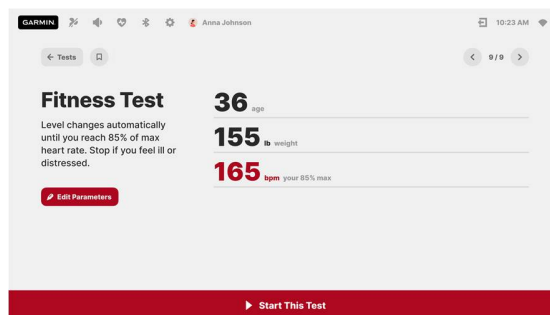 GARMIN Anna Johnson 10:23 AM
Tests 9/9
Fitness Test
Level changes automatically
until you reach 85% of max
heart rate. Stop if you feel ill or
distressed.
Edit Parameters
36 age
155 lb weight
165 bpm your 85% max
Start This Test